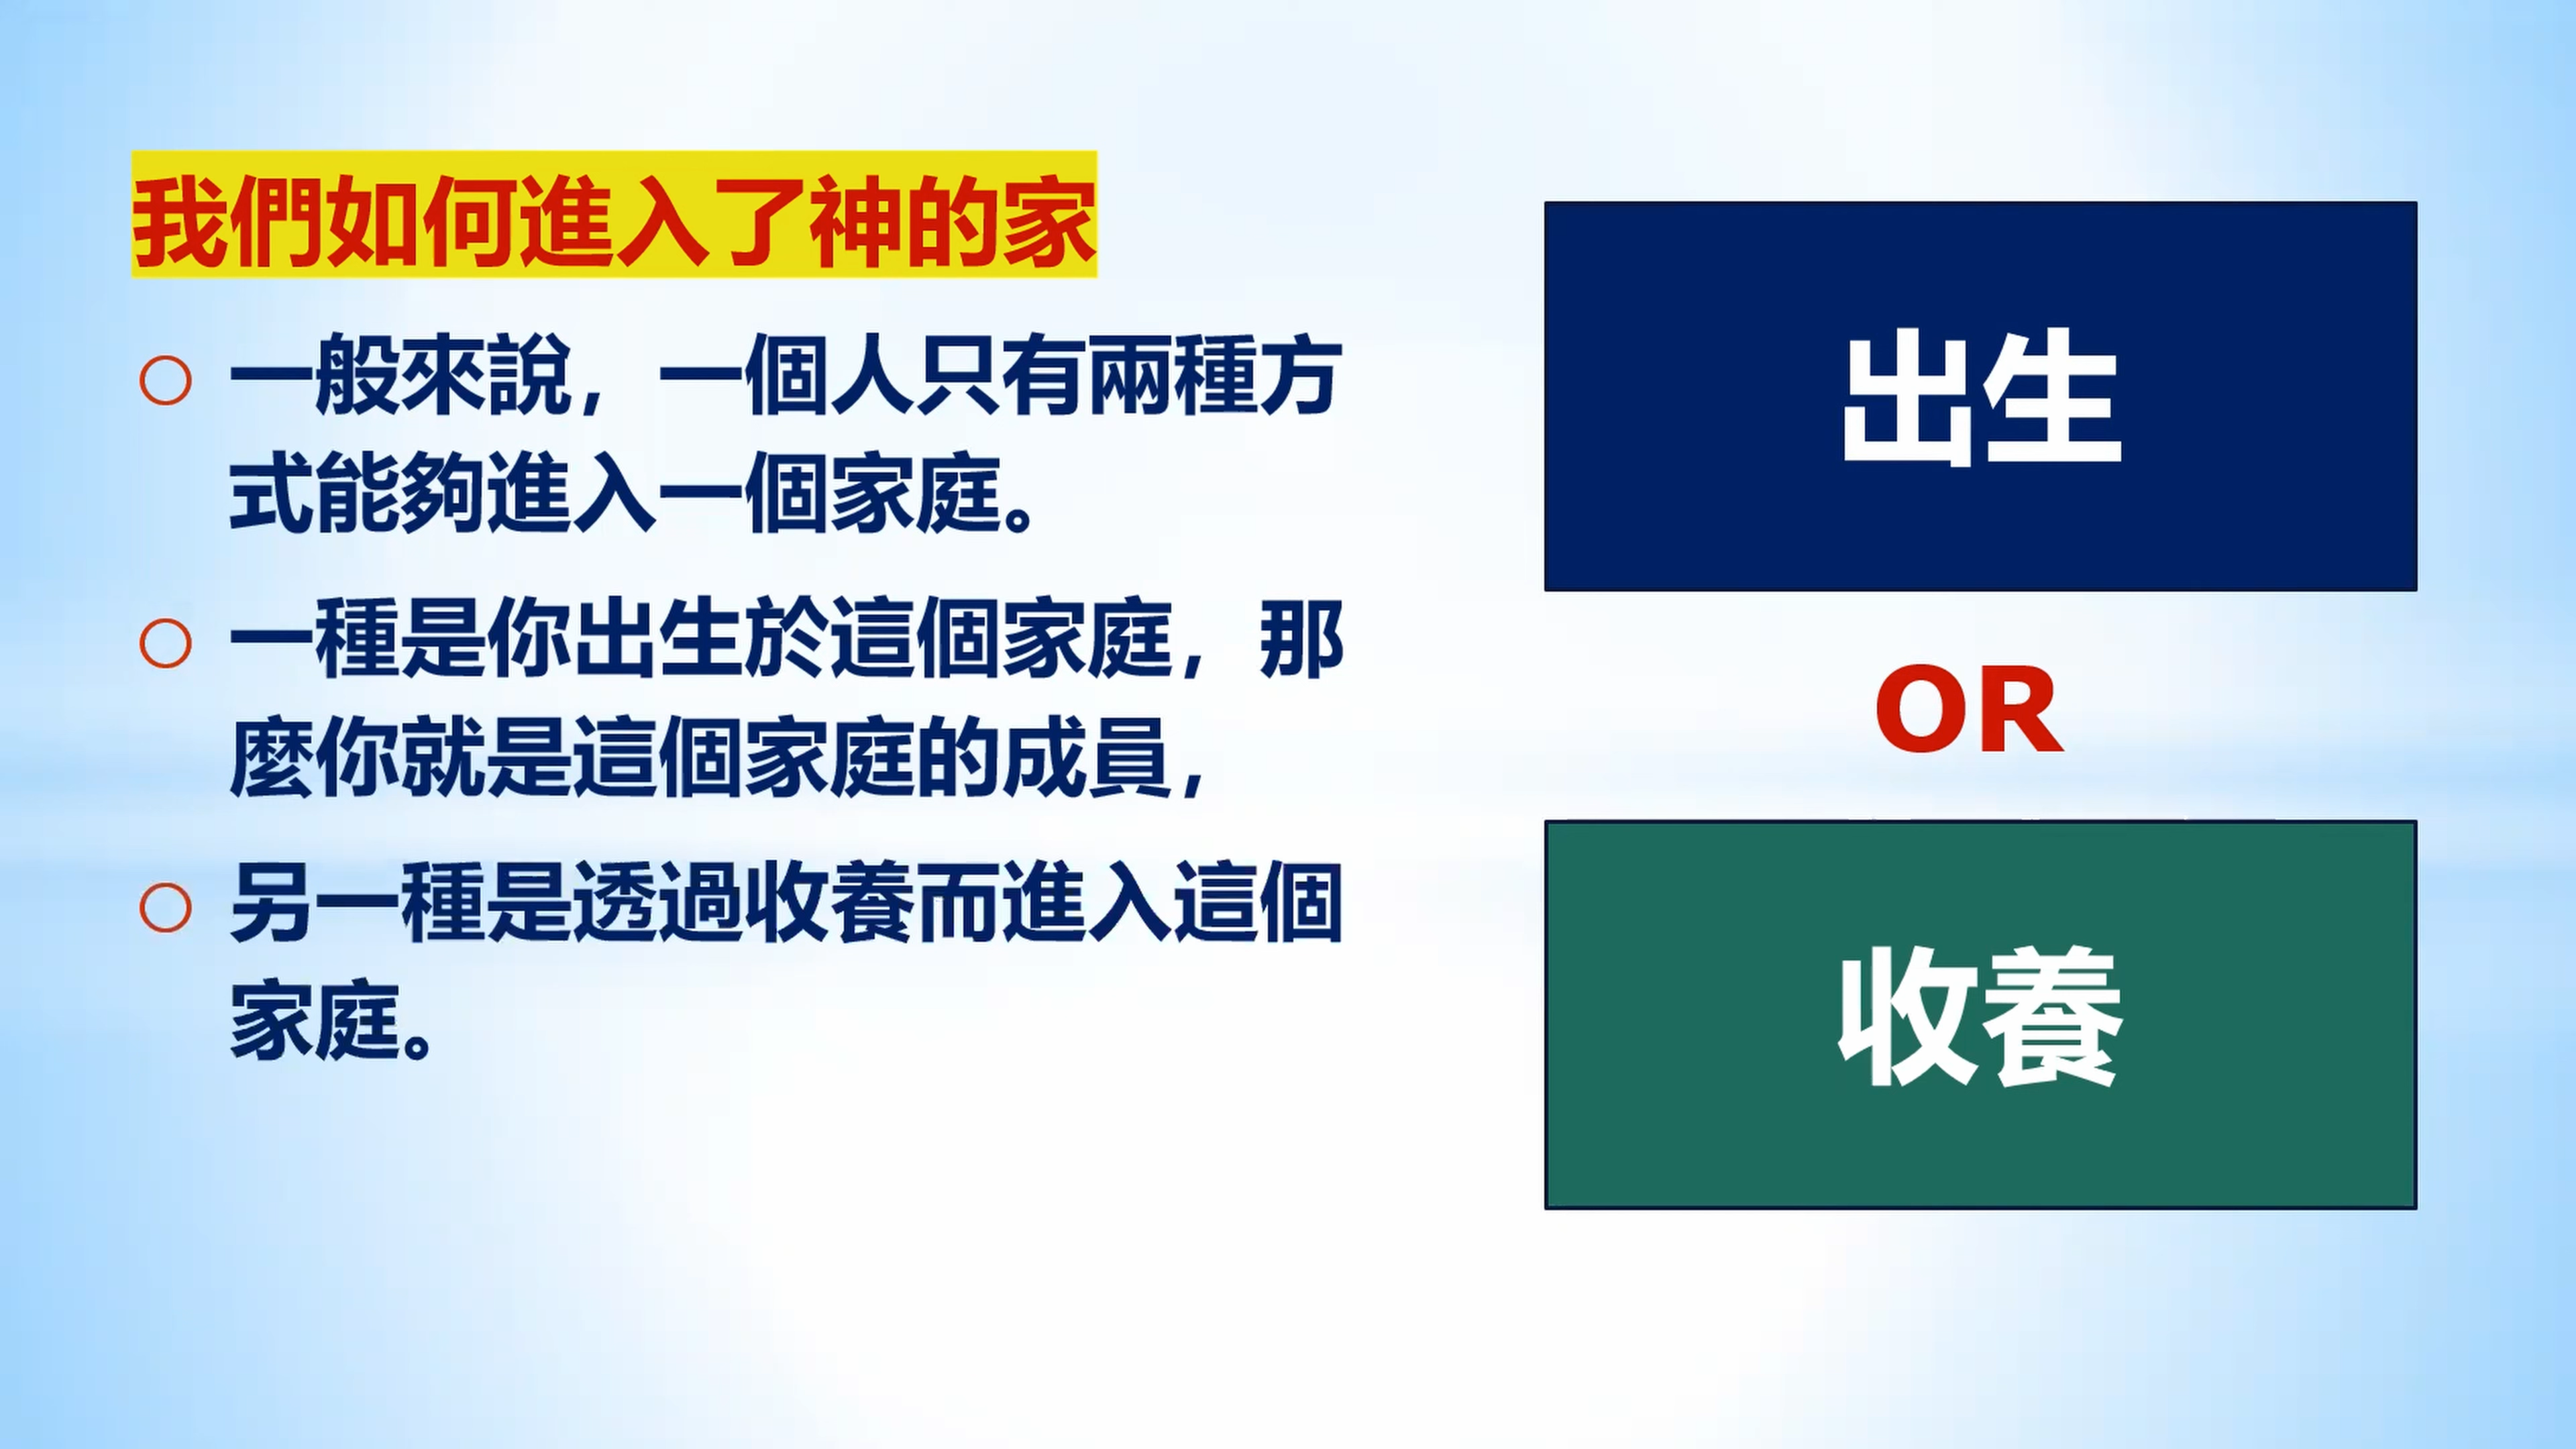 我們如何進入了神的家
一般來說，一個人只有兩種方
式能夠進入一個家庭。
一種是你出生於這個家庭，那
麼你就是這個家庭的成員，
另一種是透過收養而進入這個
家庭。
出生
OR
收養